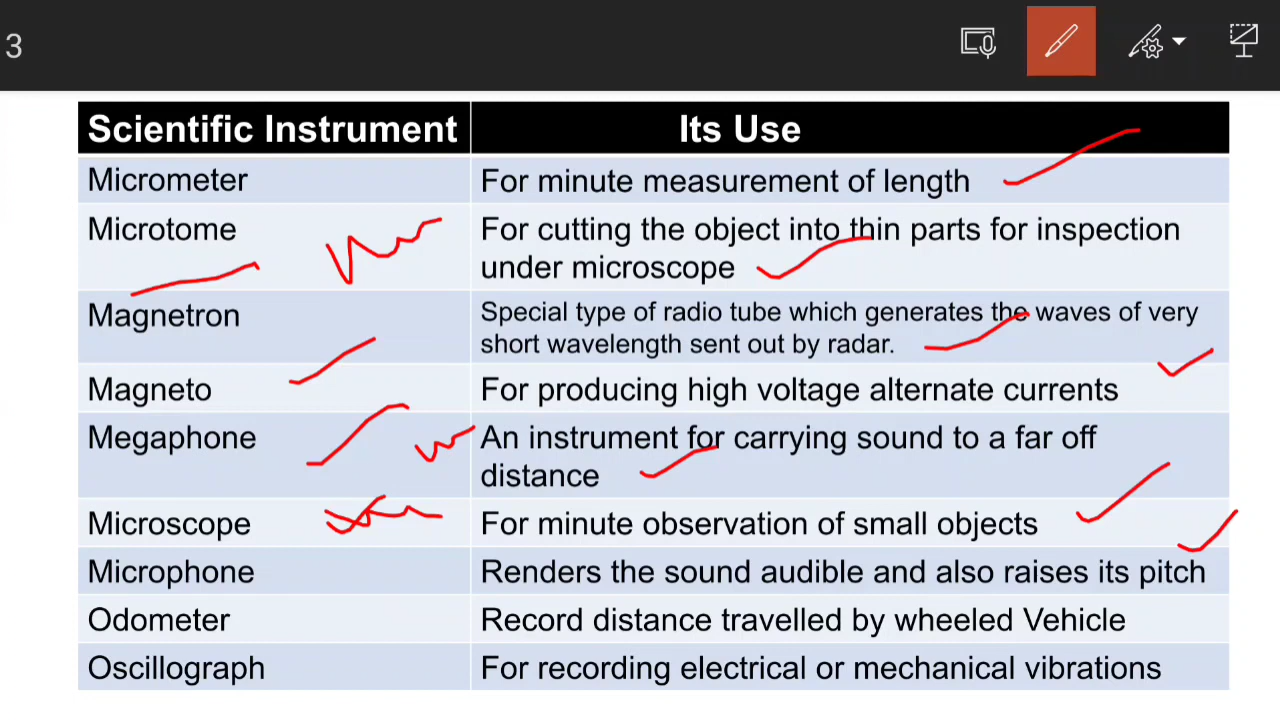 3
Scientific Instrument Its Use
Micrometer For minute measurement of length
Microtome For cutting the object into thin parts for inspection
under microscope
Magnetron Special type of radio tube which generates the waves of very
short wavelength sent out by radar.
Magneto For producing high voltage alternate currents
Megaphone An instrument for carrying sound to a far off
distance
Microscope For minute observation of small objects
Microphone Renders the sound audible and also raises its pitch
Odometer Record distance travelled by wheeled Vehicle
Oscillograph For recording electrical or mechanical vibrations